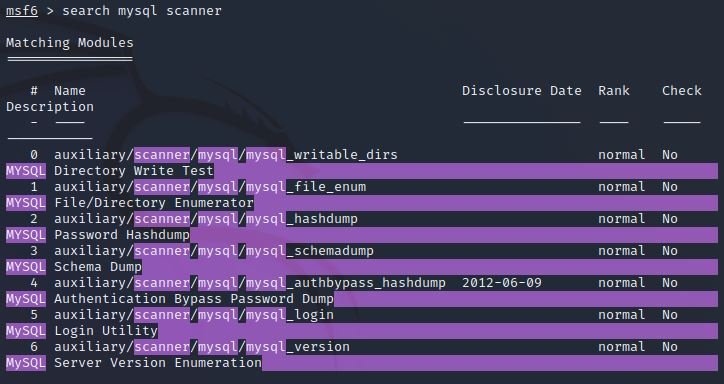 msf6 > search mysql scanner
Matching Modules
================
# Name Disclosure Date Rank Check Description
- ---- --------------- ---- ----- -----------
0 auxiliary/scanner/mysql/mysql_writable_dirs normal No
MYSQL Directory Write Test
1 auxiliary/scanner/mysql/mysql_file_enum normal No
MYSQL File/Directory Enumerator
2 auxiliary/scanner/mysql/mysql_hashdump normal No
MYSQL Password Hashdump
3 auxiliary/scanner/mysql/mysql_schemadump normal No
MYSQL Schema Dump
4 auxiliary/scanner/mysql/mysql_authbypass_hashdump 2012-06-09 normal No
MySQL Authentication Bypass Password Dump
5 auxiliary/scanner/mysql/mysql_login normal No
MySQL Login Utility
6 auxiliary/scanner/mysql/mysql_version normal No
MySQL Server Version Enumeration